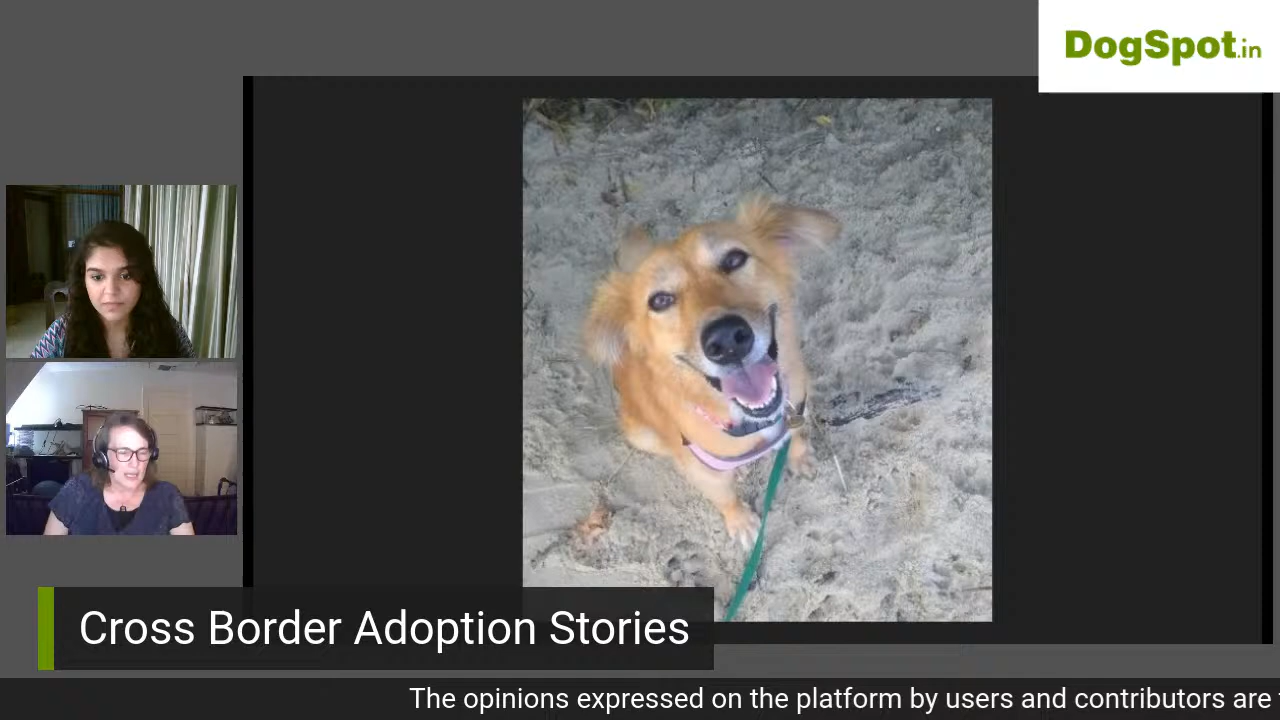 DogSpot.in
Cross Border Adoption Stories
The opinions expressed on the platform by users and contributors are